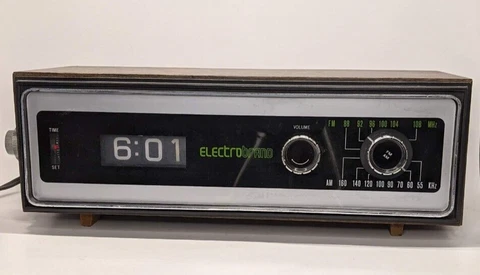 TIME
6:01
SET
ELECTROBRAND
VOLUME
FM 88 92 96 100 104 108 MHz
AM 160 140 120 100 80 70 60 55 KHz